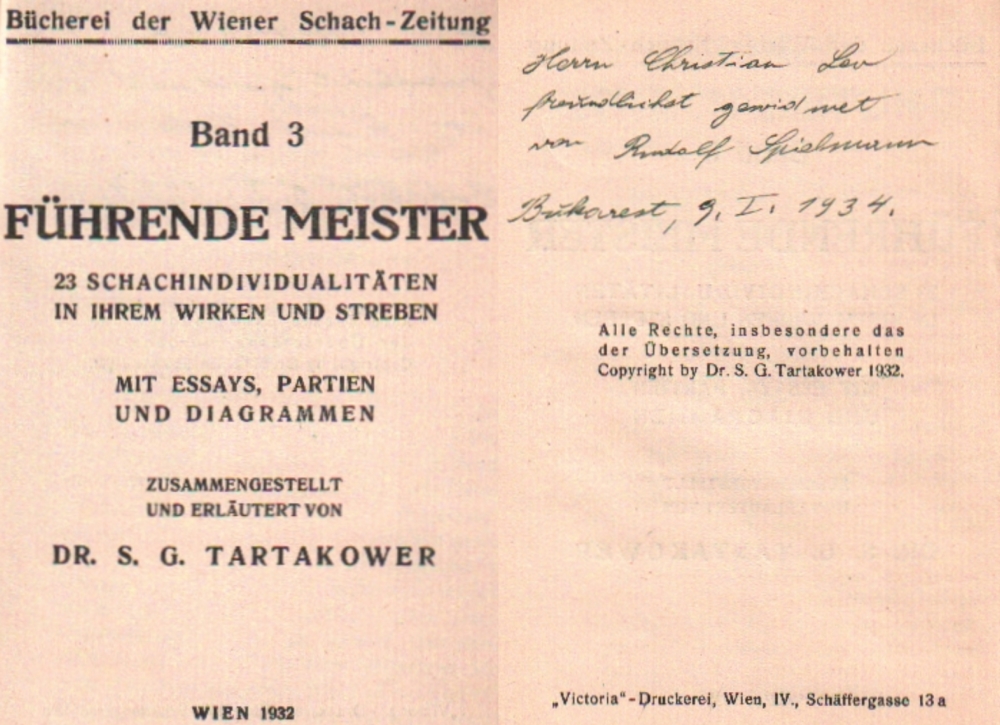 Bücherei der Wiener Schach-Zeitung
Band 3
FÜHRENDE MEISTER
23 SCHACHINDIVIDUALITÄTEN
IN IHREM WIRKEN UND STREBEN
MIT ESSAYS, PARTIEN
UND DIAGRAMMEN
ZUSAMMENGESTELLT
UND ERLÄUTERT VON
DR. S. G. TARTAKOWER
WIEN 1932
Herrn Christian Leu
freundlichst gewidmet
von Rudolf Spielmann
Bukarest, 9. I. 1934.
Alle Rechte, insbesondere das
der Übersetzung, vorbehalten
Copyright by Dr. S. G. Tartakower 1932.
„Victoria“-Druckerei, Wien, IV., Schäffergasse 13 a